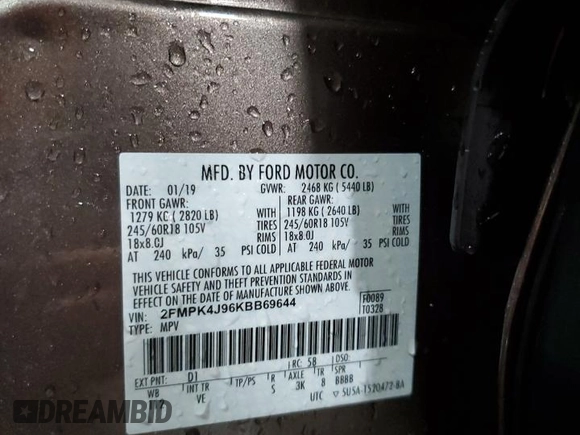 MFD. BY FORD MOTOR CO.
DATE: 01/19 GVWR: 2468 KG (5440 LB)
FRONT GAWR: REAR GAWR:
1279 KG (2820 LB) WITH 1198 KG (2640 LB) WITH
245/60R18 105V TIRES 245/60R18 105V TIRES
18x8.0J RIMS 18x8.0J RIMS
AT 240 kPa/ 35 PSI COLD AT 240 kPa/ 35 PSI COLD
THIS VEHICLE CONFORMS TO ALL APPLICABLE FEDERAL MOTOR
VEHICLE SAFETY AND THEFT PREVENTION STANDARDS IN EFFECT
ON THE DATE OF MANUFACTURE SHOWN ABOVE.
VIN: 2FMPK4J96KBB69644 F0089
TYPE: MPV T0328
EXT PNT: DJ RC: 58 DSO:
WB INT TR TP/PS R AXLE TR SPR
VE S 3K 8 BBBB
UTC ▽ 5U5A-1520472-BA
DREAMBID